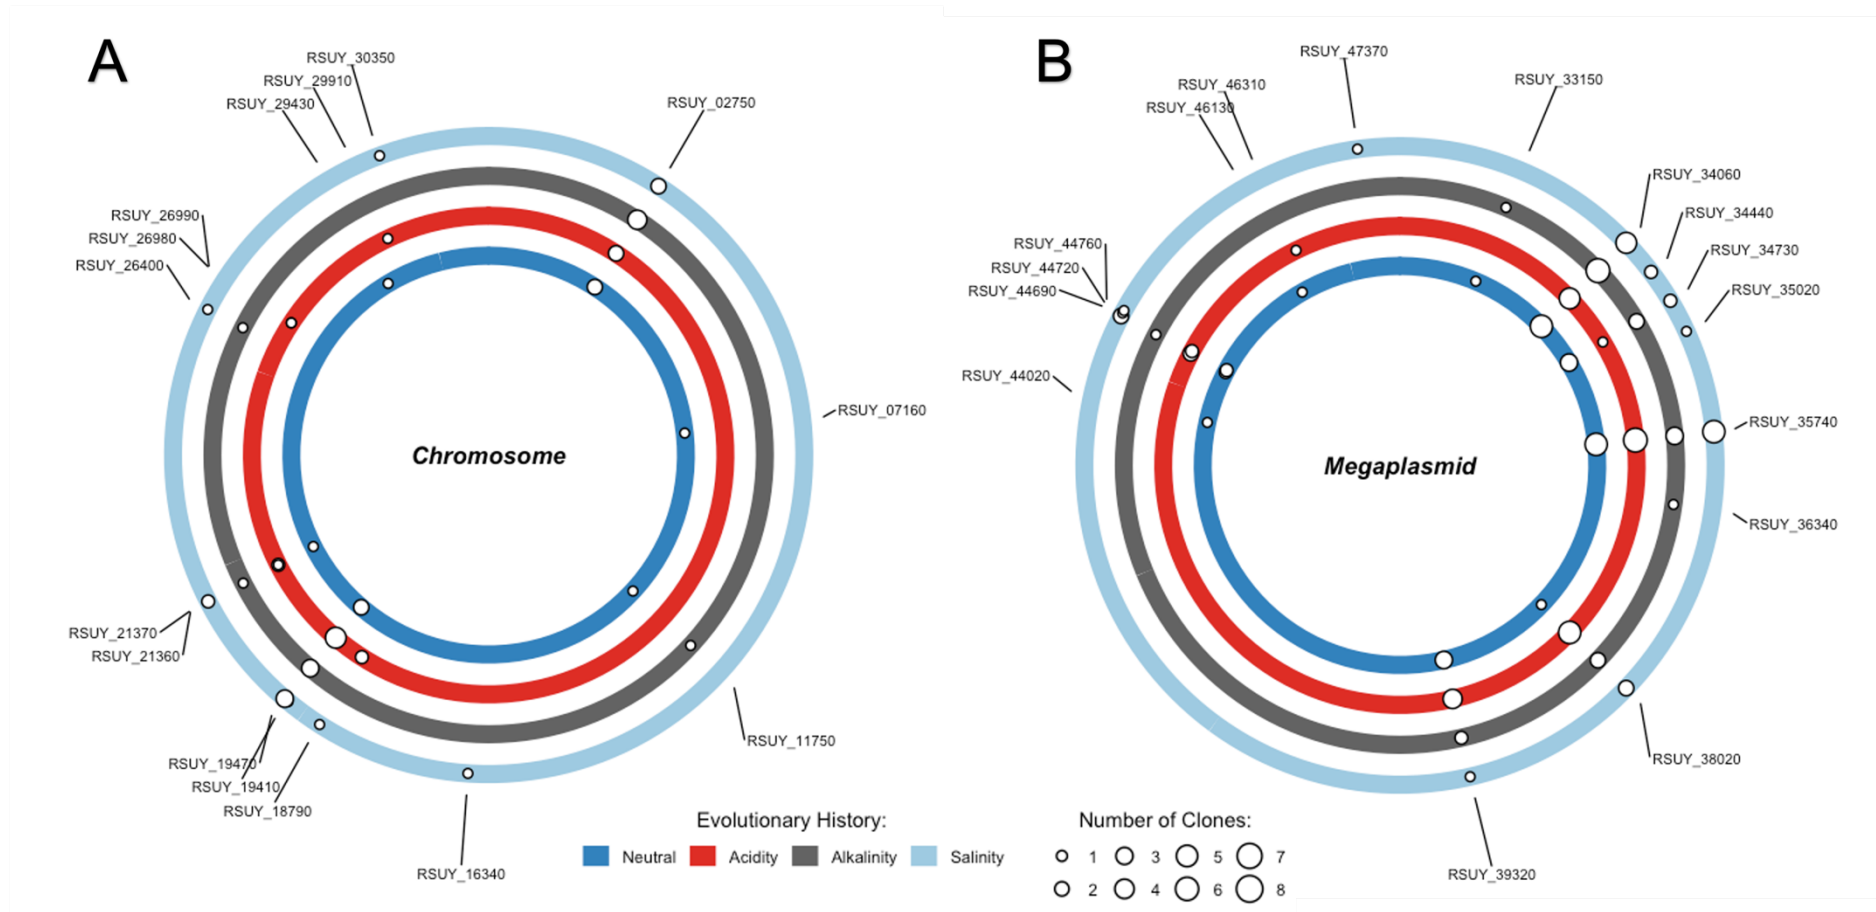 A
RSUY_30350
RSUY_29910
RSUY_29430
RSUY_02750
RSUY_26990
RSUY_26980
RSUY_26400
RSUY_07160
Chromosome
RSUY_21370
RSUY_21360
RSUY_11750
RSUY_19470
RSUY_19410
RSUY_18790
RSUY_16340
B
RSUY_47370
RSUY_46310
RSUY_46130
RSUY_33150
RSUY_34060
RSUY_34440
RSUY_34730
RSUY_35020
RSUY_44760
RSUY_44720
RSUY_44690
RSUY_44020
RSUY_35740
Megaplasmid
RSUY_36340
RSUY_38020
RSUY_39320
Evolutionary History:
Neutral Acidity Alkalinity Salinity
Number of Clones:
1 3 5 7
2 4 6 8